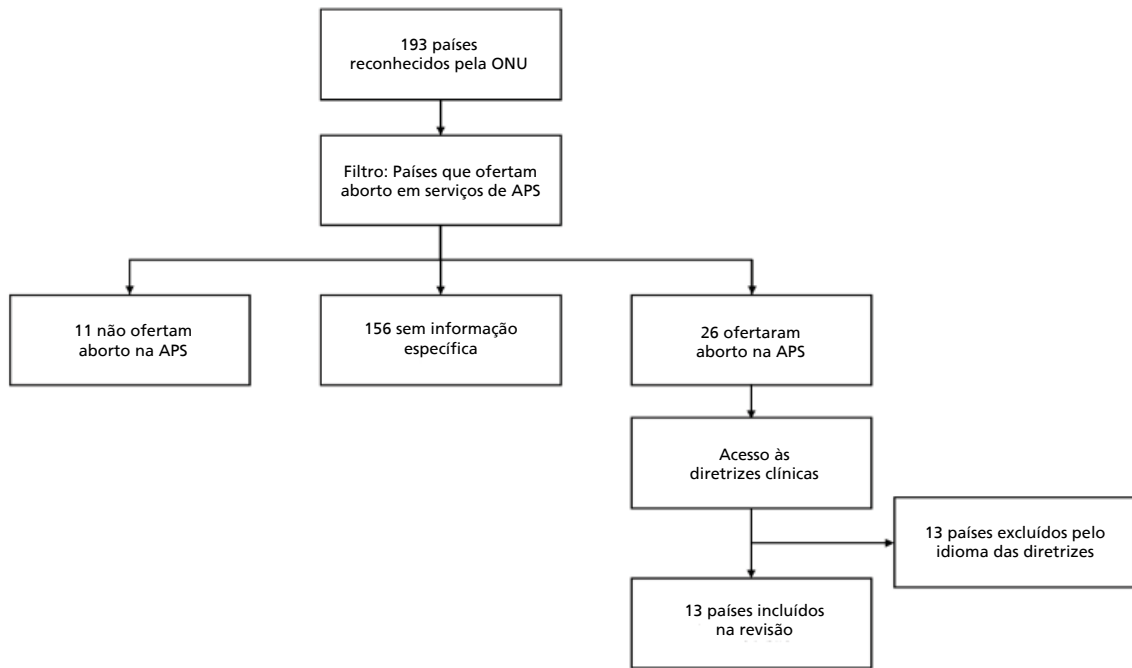 193 países
reconhecidos pela ONU
Filtro: Países que ofertam
aborto em serviços de APS
11 não ofertam
aborto na APS
156 sem informação
específica
26 ofertaram
aborto na APS
Acesso às
diretrizes clínicas
13 países excluídos pelo
idioma das diretrizes
13 países incluídos
na revisão